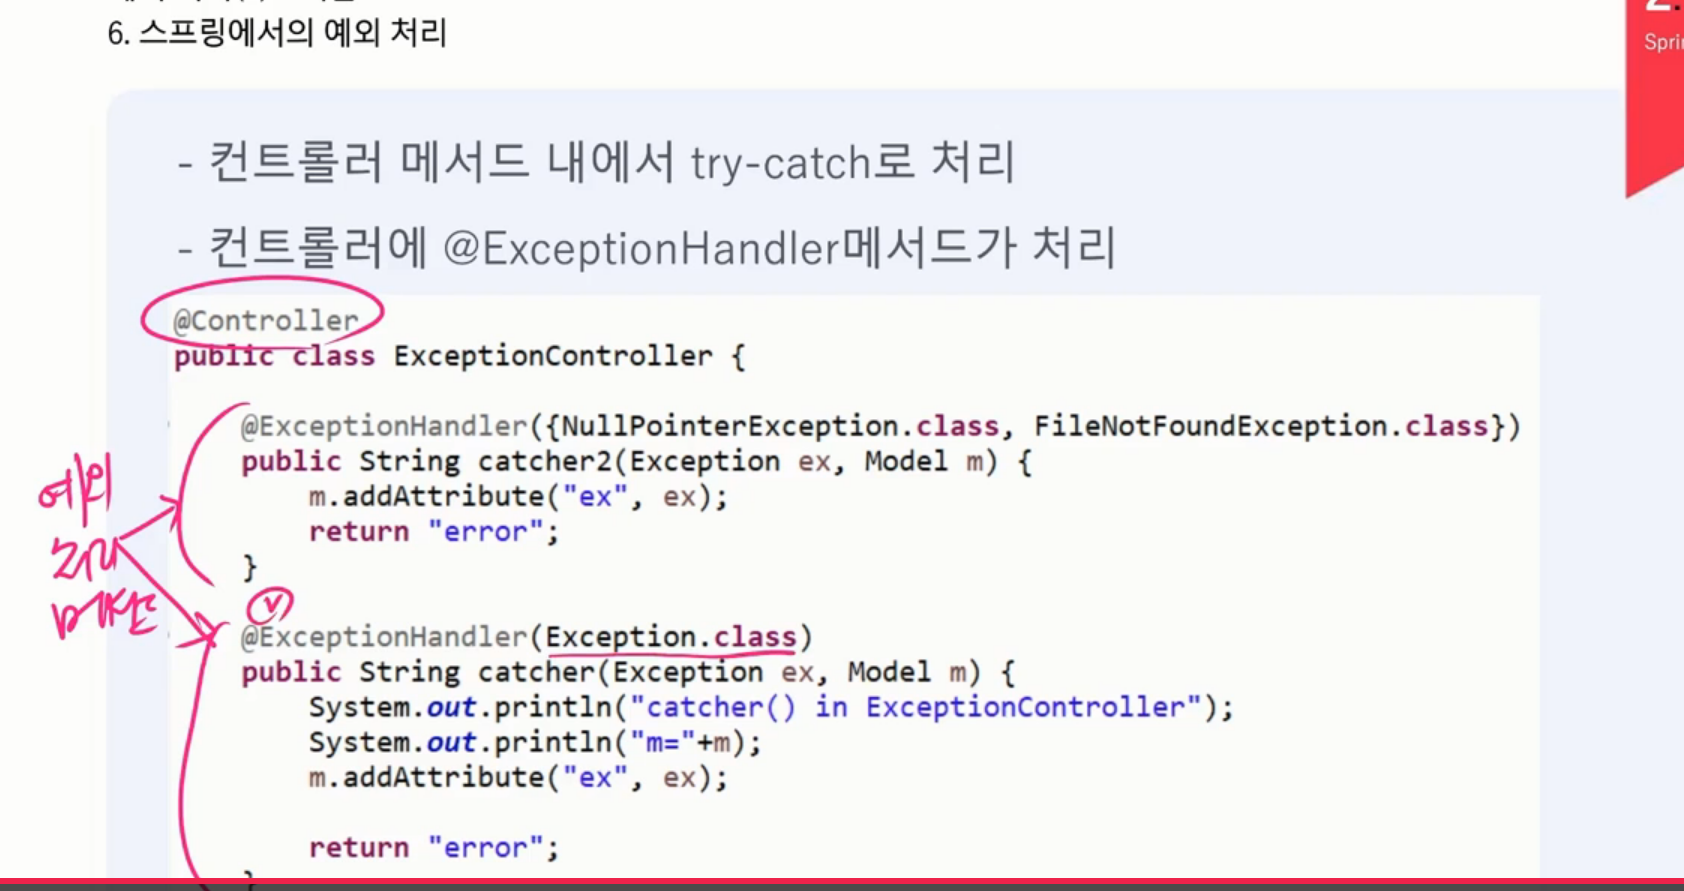 6. 스프링에서의 예외 처리
Sprin
- 컨트롤러 메서드 내에서 try-catch로 처리
- 컨트롤러에 @ExceptionHandler메서드가 처리
@Controller
public class ExceptionController {
@ExceptionHandler({NullPointerException.class, FileNotFoundException.class})
public String catcher2(Exception ex, Model m) {
m.addAttribute("ex", ex);
return "error";
}
예외
처리
메서드
@ExceptionHandler(Exception.class)
public String catcher(Exception ex, Model m) {
System.out.println("catcher() in ExceptionController");
System.out.println("m="+m);
m.addAttribute("ex", ex);
return "error";
}